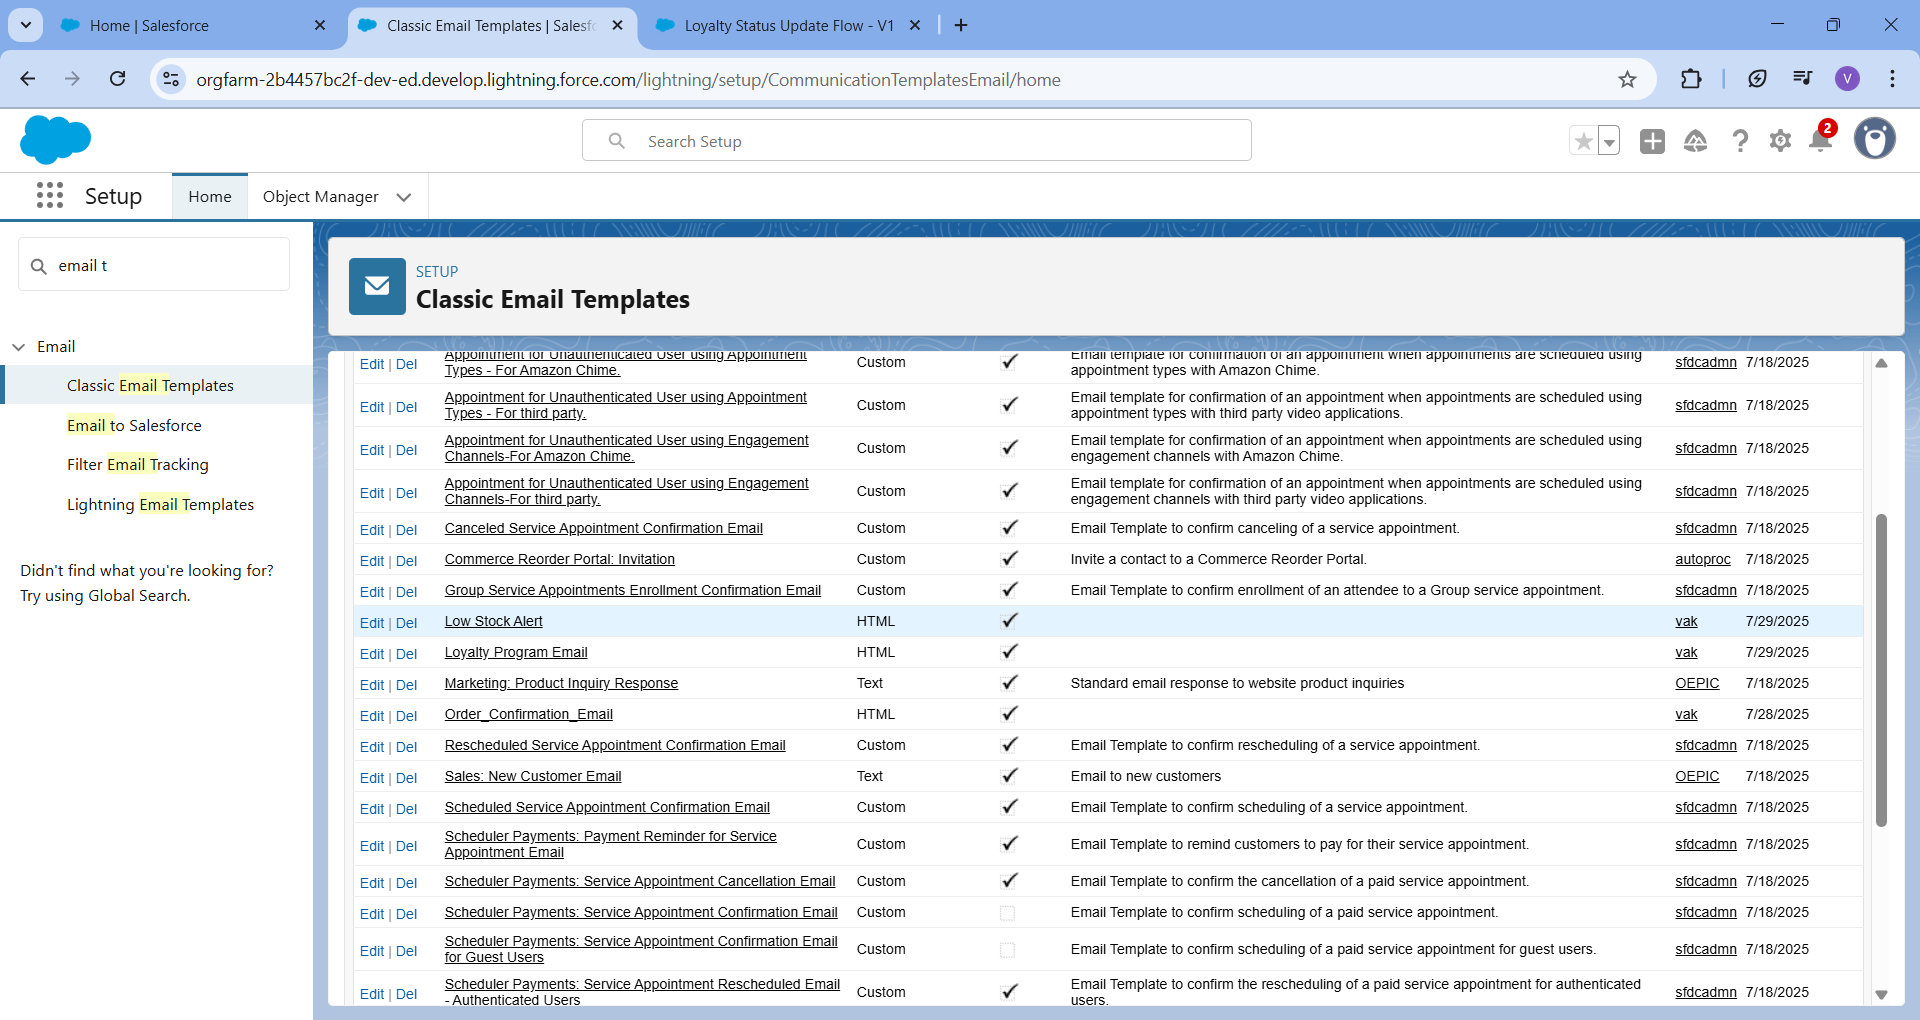 Home | Salesforce
Classic Email Templates | Salesfo
Loyalty Status Update Flow - V1
orgfarm-2b4457bc2f-dev-ed.develop.lightning.force.com/lightning/setup/CommunicationTemplatesEmail/home
V
Search Setup
2
Setup
Home
Object Manager
email t
Email
Classic Email Templates
Email to Salesforce
Filter Email Tracking
Lightning Email Templates
Didn't find what you're looking for?
Try using Global Search.
SETUP
Classic Email Templates
Edit | Del Appointment for Unauthenticated User using Appointment Types - For Amazon Chime. Custom Email template for confirmation of an appointment when appointments are scheduled using appointment types with Amazon Chime. sfdcadmn 7/18/2025
Edit | Del Appointment for Unauthenticated User using Appointment Types - For third party. Custom Email template for confirmation of an appointment when appointments are scheduled using appointment types with third party video applications. sfdcadmn 7/18/2025
Edit | Del Appointment for Unauthenticated User using Engagement Channels-For Amazon Chime. Custom Email template for confirmation of an appointment when appointments are scheduled using engagement channels with Amazon Chime. sfdcadmn 7/18/2025
Edit | Del Appointment for Unauthenticated User using Engagement Channels-For third party. Custom Email template for confirmation of an appointment when appointments are scheduled using engagement channels with third party video applications. sfdcadmn 7/18/2025
Edit | Del Canceled Service Appointment Confirmation Email Custom Email Template to confirm canceling of a service appointment. sfdcadmn 7/18/2025
Edit | Del Commerce Reorder Portal: Invitation Custom Invite a contact to a Commerce Reorder Portal. autoproc 7/18/2025
Edit | Del Group Service Appointments Enrollment Confirmation Email Custom Email Template to confirm enrollment of an attendee to a Group service appointment. sfdcadmn 7/18/2025
Edit | Del Low Stock Alert HTML vak 7/29/2025
Edit | Del Loyalty Program Email HTML vak 7/29/2025
Edit | Del Marketing: Product Inquiry Response Text Standard email response to website product inquiries OEPIC 7/18/2025
Edit | Del Order_Confirmation_Email HTML vak 7/28/2025
Edit | Del Rescheduled Service Appointment Confirmation Email Custom Email Template to confirm rescheduling of a service appointment. sfdcadmn 7/18/2025
Edit | Del Sales: New Customer Email Text Email to new customers OEPIC 7/18/2025
Edit | Del Scheduled Service Appointment Confirmation Email Custom Email Template to confirm scheduling of a service appointment. sfdcadmn 7/18/2025
Edit | Del Scheduler Payments: Payment Reminder for Service Appointment Email Custom Email Template to remind customers to pay for their service appointment. sfdcadmn 7/18/2025
Edit | Del Scheduler Payments: Service Appointment Cancellation Email Custom Email Template to confirm the cancellation of a paid service appointment. sfdcadmn 7/18/2025
Edit | Del Scheduler Payments: Service Appointment Confirmation Email Custom Email Template to confirm scheduling of a paid service appointment. sfdcadmn 7/18/2025
Edit | Del Scheduler Payments: Service Appointment Confirmation Email for Guest Users Custom Email Template to confirm scheduling of a paid service appointment for guest users. sfdcadmn 7/18/2025
Edit | Del Scheduler Payments: Service Appointment Rescheduled Email - Authenticated Users Custom Email Template to confirm the rescheduling of a paid service appointment for authenticated users. sfdcadmn 7/18/2025